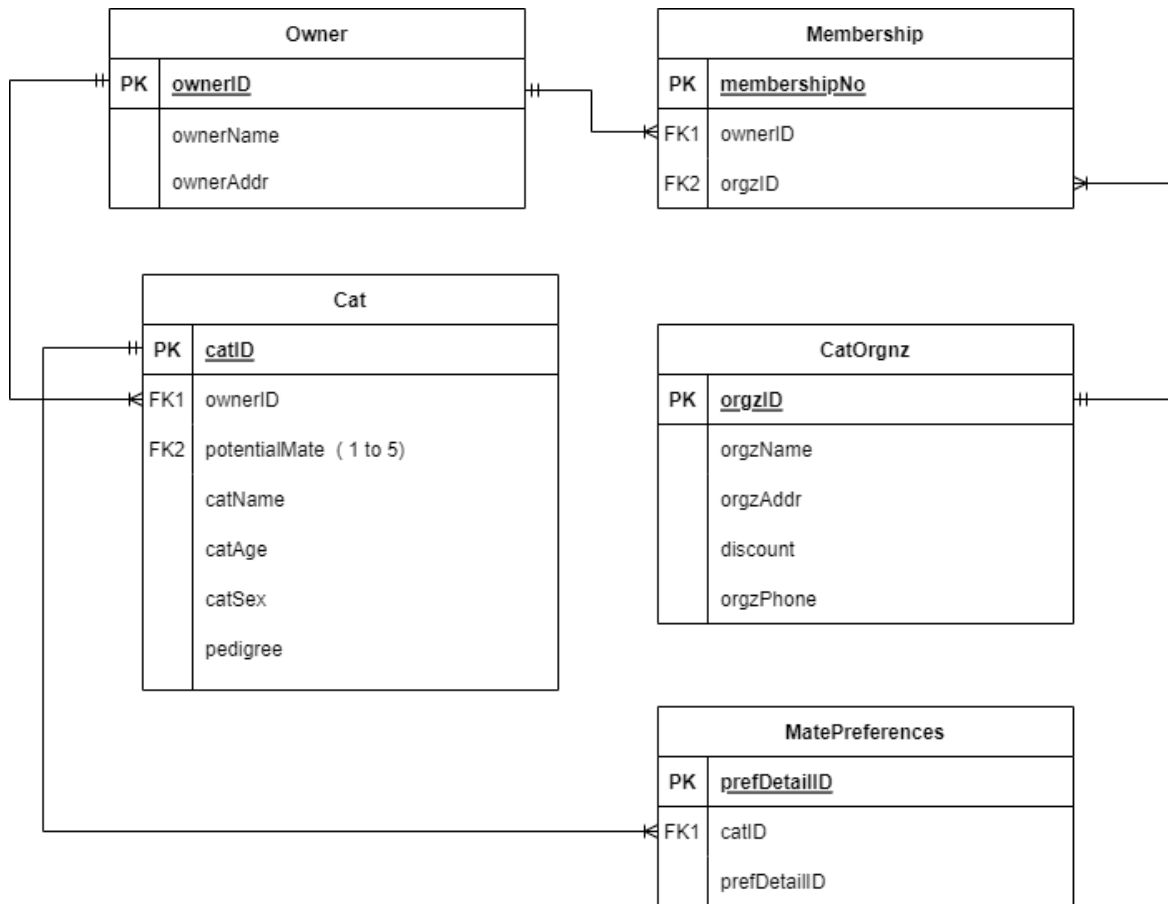 Owner
PK ownerID
ownerName
ownerAddr
Membership
PK membershipNo
FK1 ownerID
FK2 orgzID
Cat
PK catID
FK1 ownerID
FK2 potentialMate ( 1 to 5)
catName
catAge
catSex
pedigree
CatOrgnz
PK orgzID
orgzName
orgzAddr
discount
orgzPhone
MatePreferences
PK prefDetailID
FK1 catID
prefDetailID